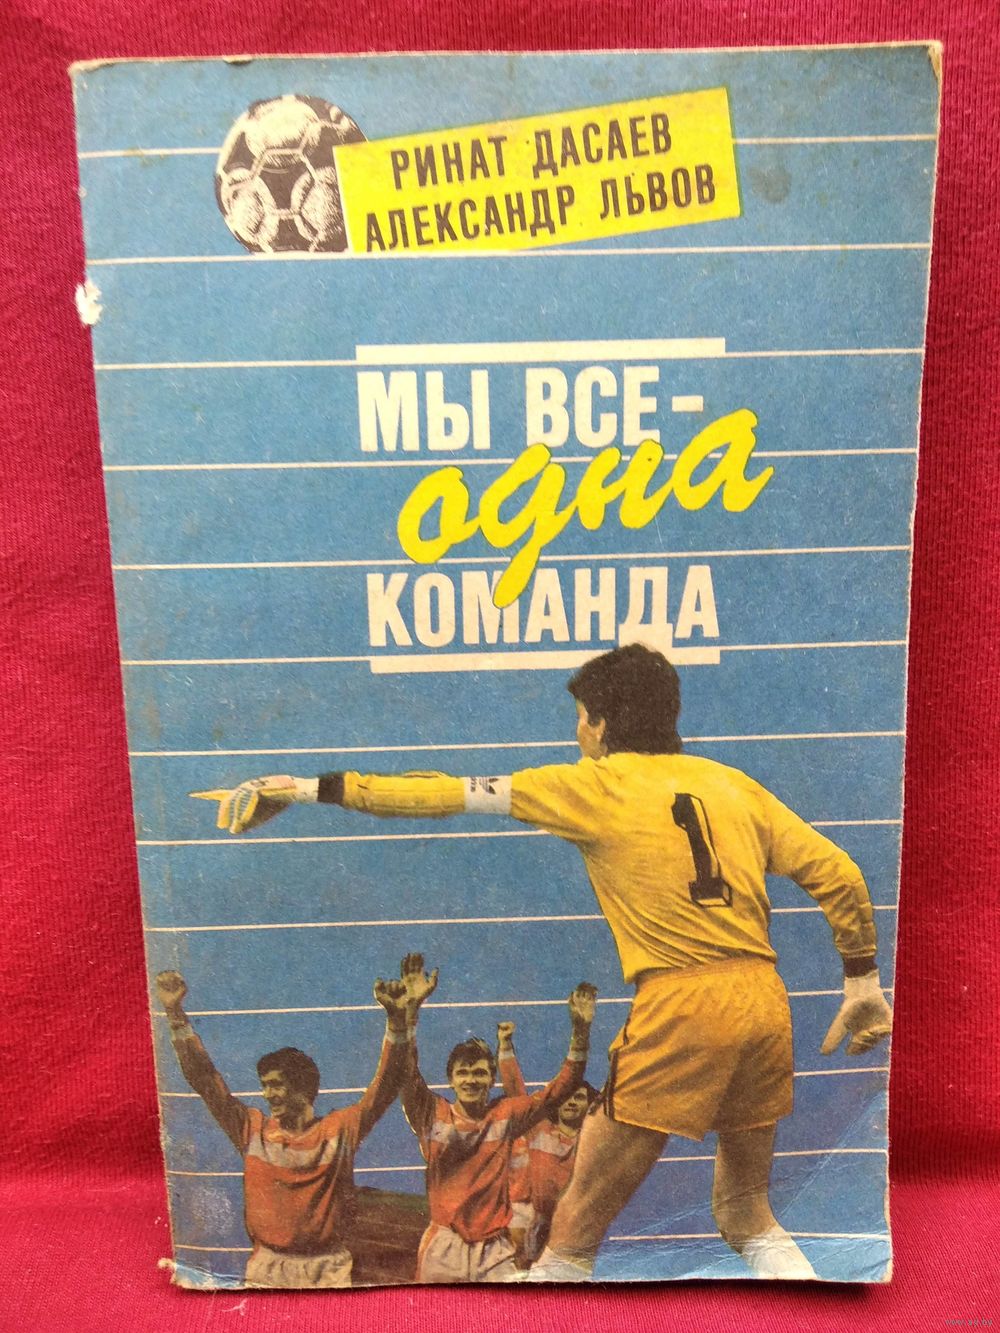 РИНАТ ДАСАЕВ
АЛЕКСАНДР ЛЬВОВ
МЫ ВСЕ-
одна
КОМАНДА
1